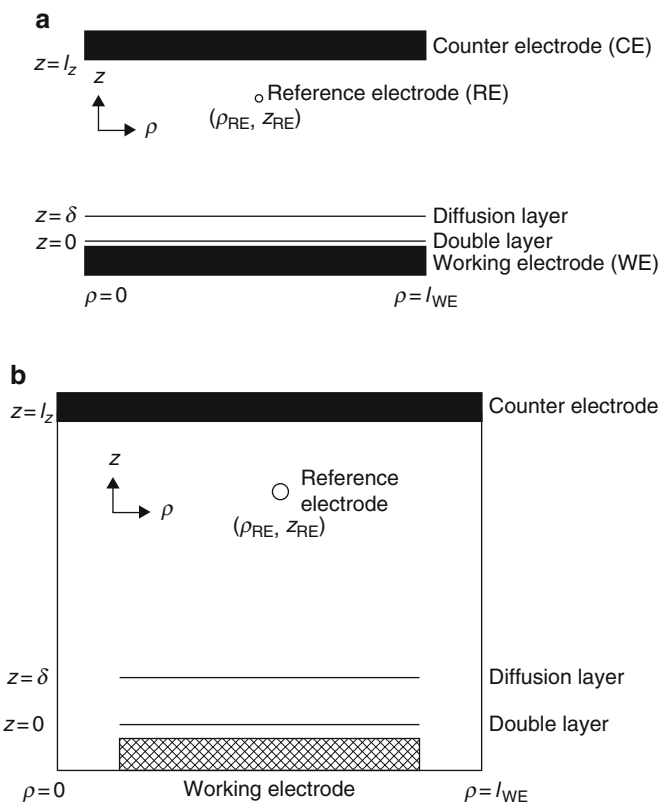 a
Counter electrode (CE)
z = l_z
z
Reference electrode (RE)
(ρ_RE, z_RE)
ρ
z = δ
Diffusion layer
z = 0
Double layer
Working electrode (WE)
ρ = 0
ρ = l_WE
b
z = l_z
Counter electrode
z
Reference
electrode
ρ
(ρ_RE, z_RE)
z = δ
Diffusion layer
z = 0
Double layer
ρ = 0
Working electrode
ρ = l_WE